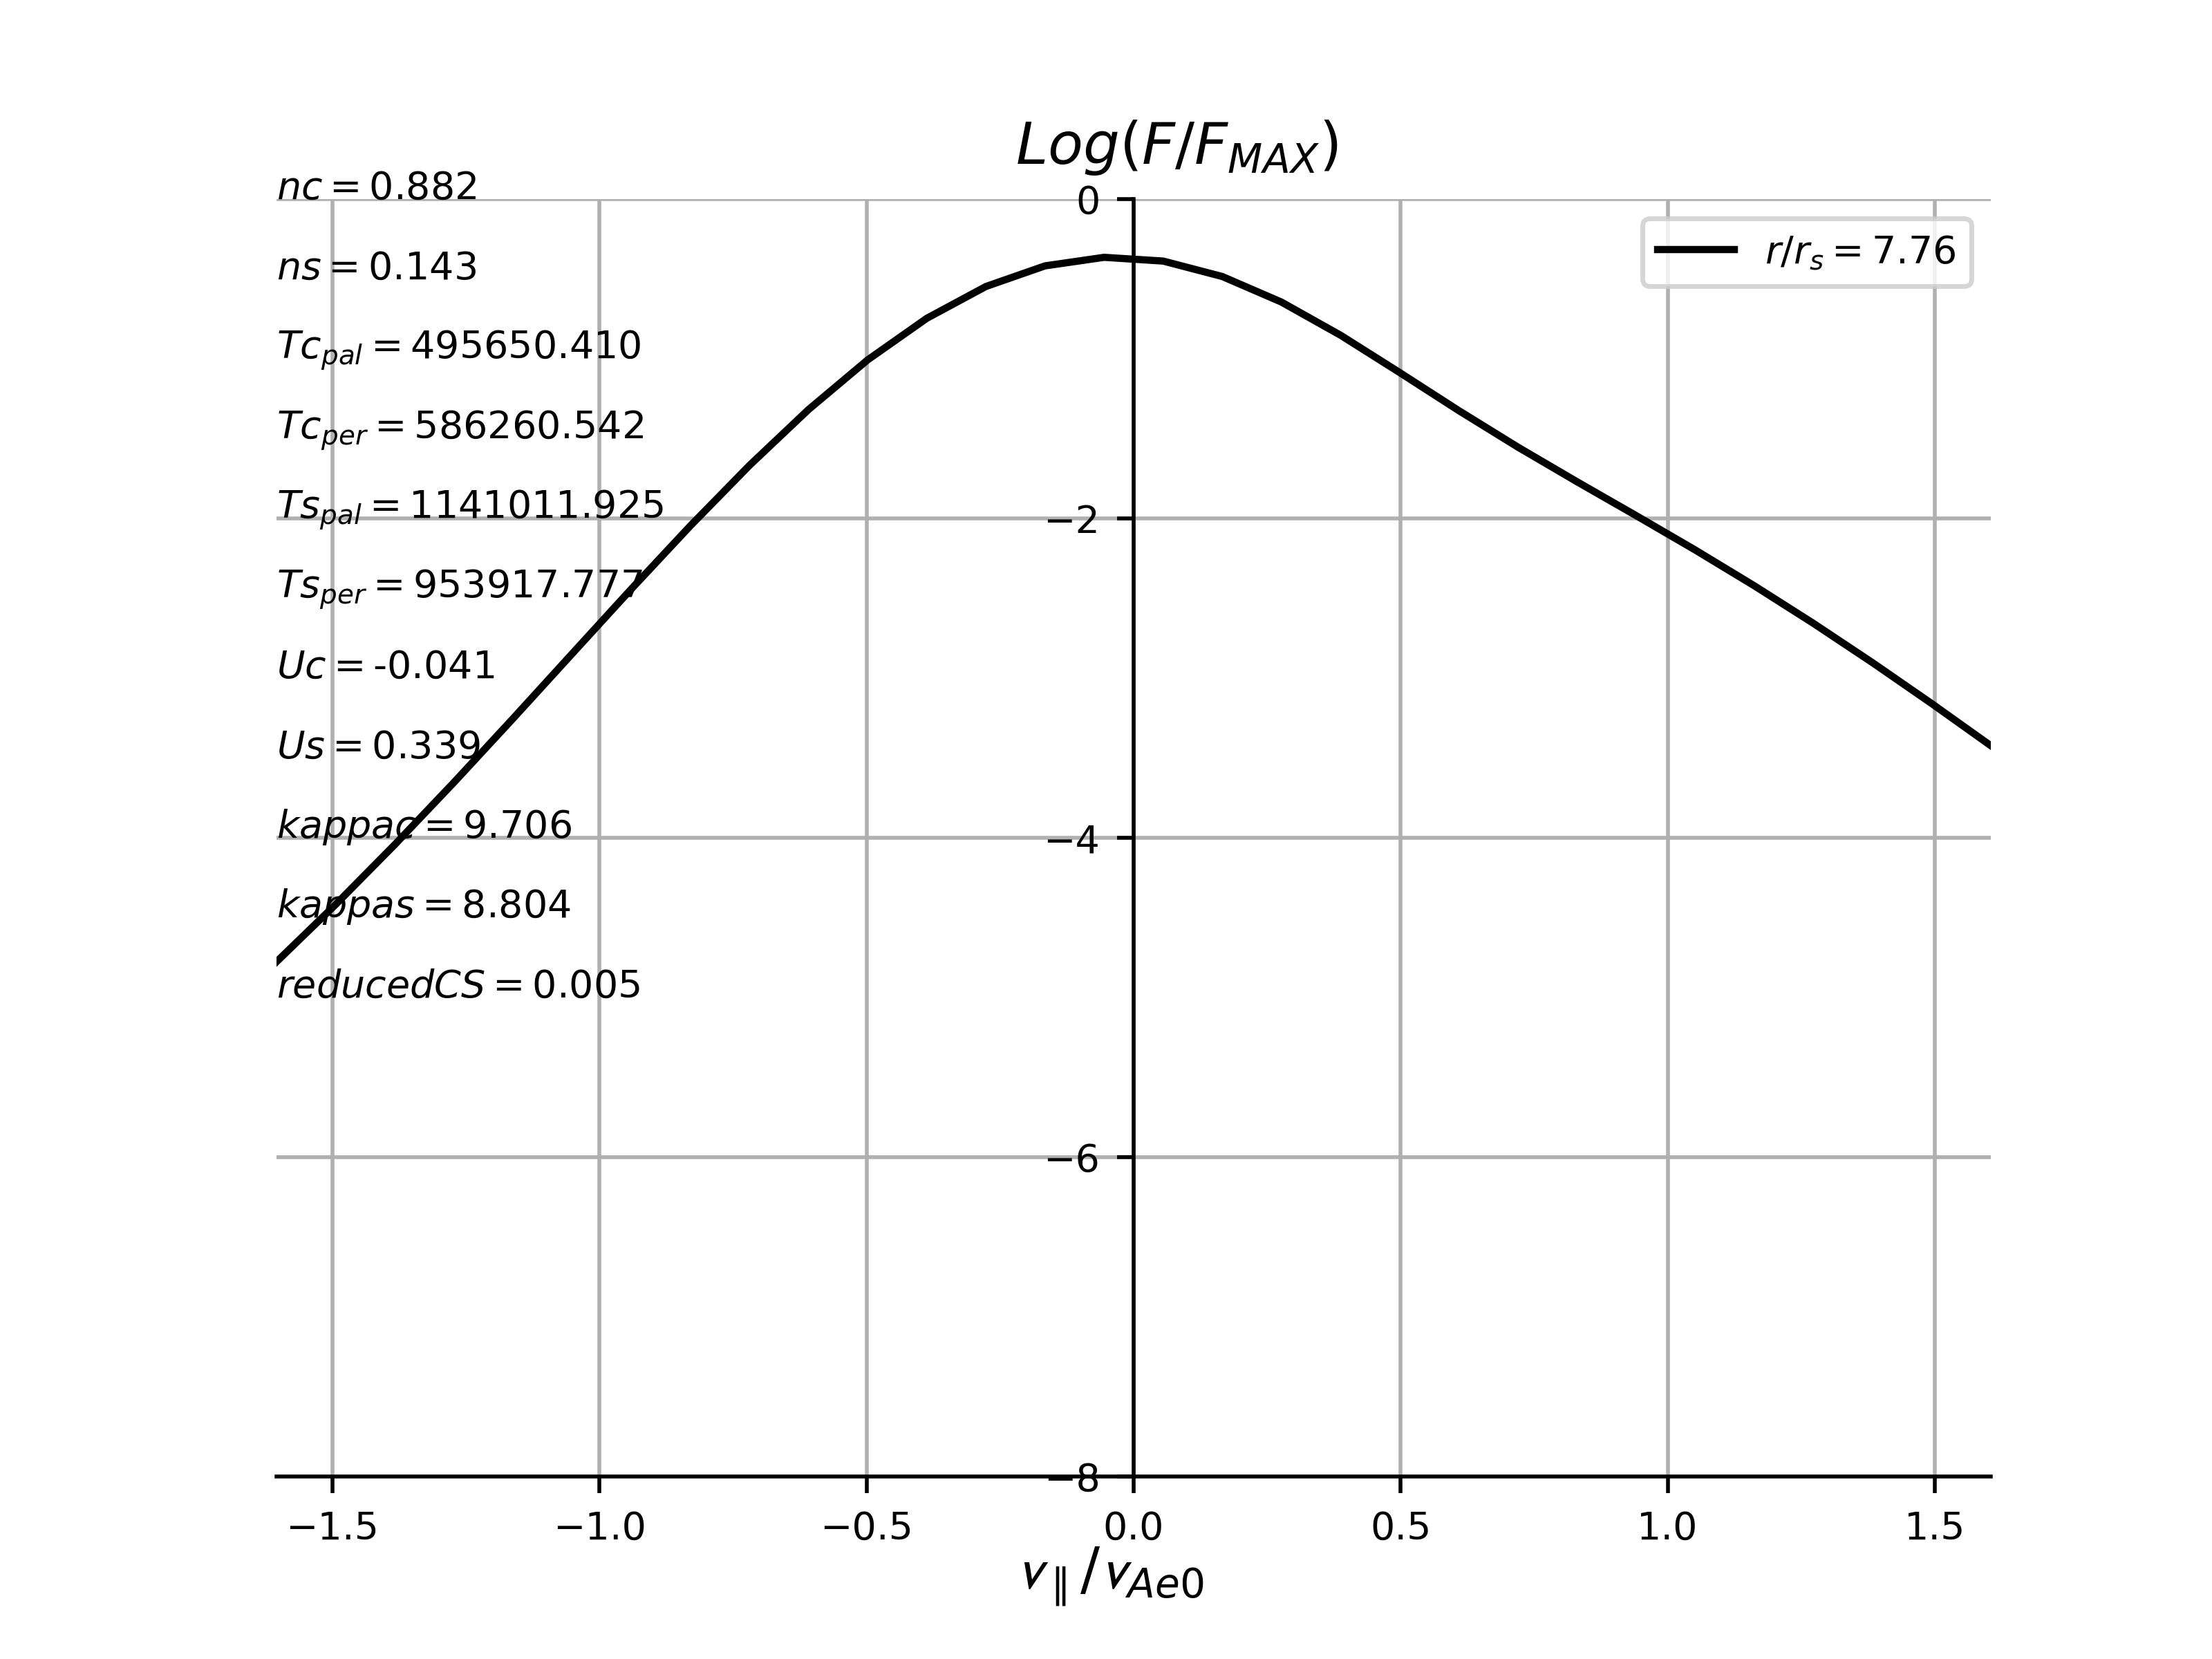 Log(F/F_MAX)
nc = 0.882
0
r/r_s = 7.76
ns = 0.143
Tc_pal = 495650.410
Tc_per = 586260.542
Ts_pal = 1141011.925
−2
Ts_per = 953917.777
Uc = -0.041
Us = 0.339
kappac = 9.706
−4
kappas = 8.804
reducedCS = 0.005
−6
−8
−1.5 −1.0 −0.5 0.0 0.5 1.0 1.5
v_∥/v_Ae0